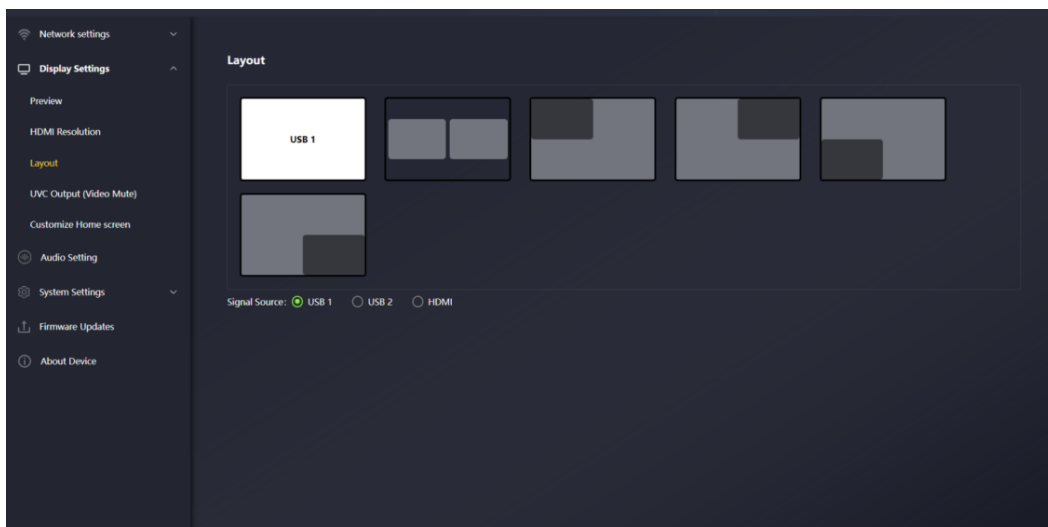 Network settings
Display Settings
Preview
HDMI Resolution
Layout
UVC Output (Video Mute)
Customize Home screen
Audio Setting
System Settings
Firmware Updates
About Device
Layout
USB 1
Signal Source: USB 1 USB 2 HDMI